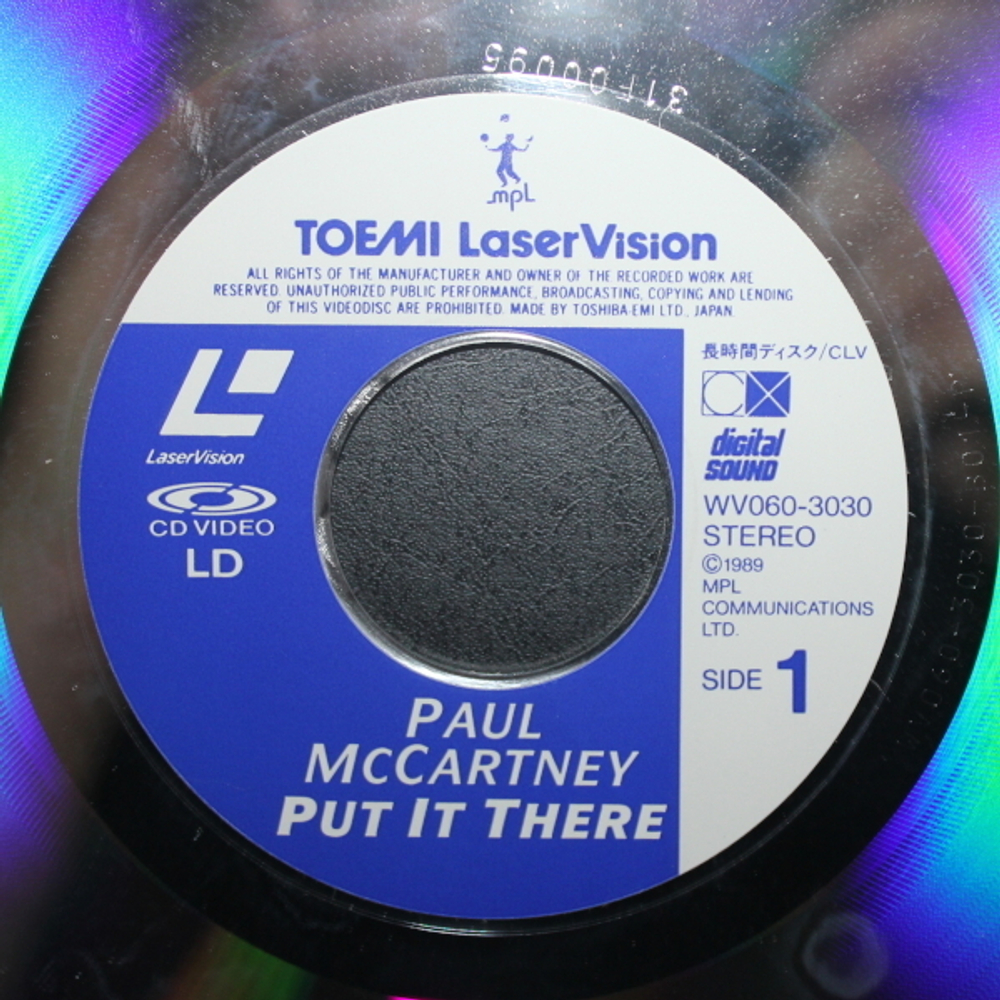 31F00095
mpL
TOEMI LaserVision
ALL RIGHTS OF THE MANUFACTURER AND OWNER OF THE RECORDED WORK ARE
RESERVED. UNAUTHORIZED PUBLIC PERFORMANCE, BROADCASTING, COPYING AND LENDING
OF THIS VIDEODISC ARE PROHIBITED. MADE BY TOSHIBA-EMI LTD., JAPAN.
LaserVision
CD VIDEO
LD
長時間ディスク/CLV
CX
digital
SOUND
WV060-3030
STEREO
©1989
MPL
COMMUNICATIONS
LTD.
SIDE 1
PAUL
MCCARTNEY
PUT IT THERE